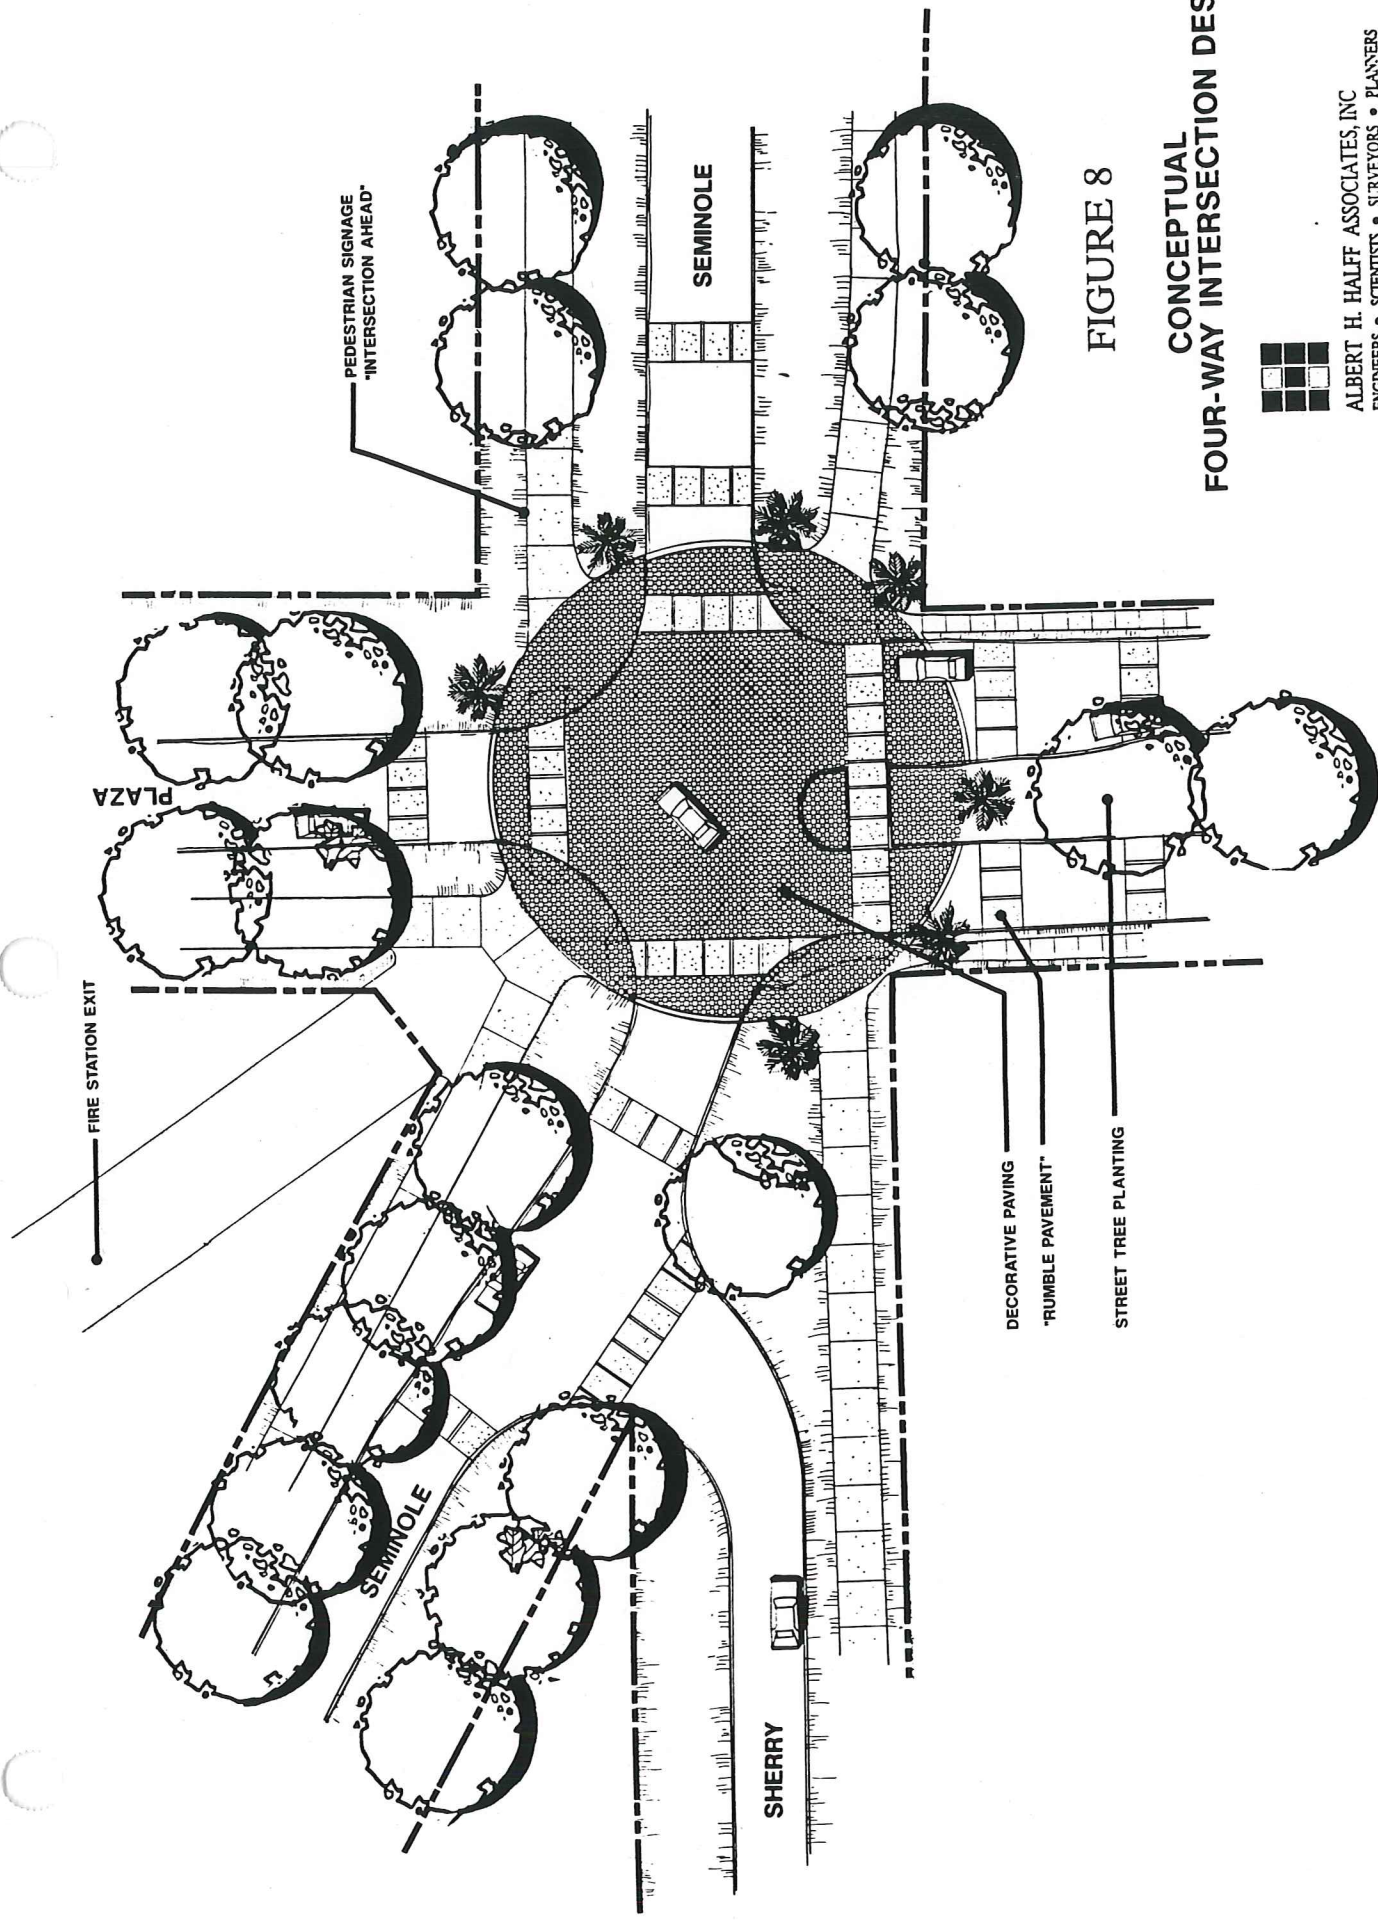 FIRE STATION EXIT
PLAZA
PEDESTRIAN SIGNAGE
"INTERSECTION AHEAD"
SEMINOLE
SEMINOLE
SHERRY
DECORATIVE PAVING
"RUMBLE PAVEMENT"
STREET TREE PLANTING
FIGURE 8
CONCEPTUAL
FOUR-WAY INTERSECTION DES
ALBERT H. HALFF ASSOCIATES, INC
ENGINEERS • SCIENTISTS • SURVEYORS • PLANNERS